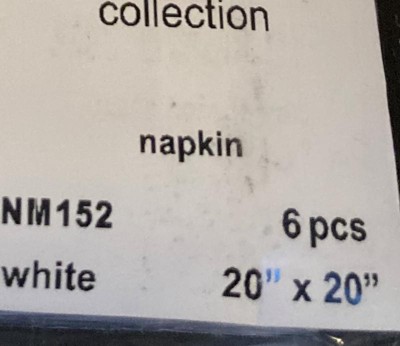 collection
napkin
NM152 6 pcs
white 20" x 20"